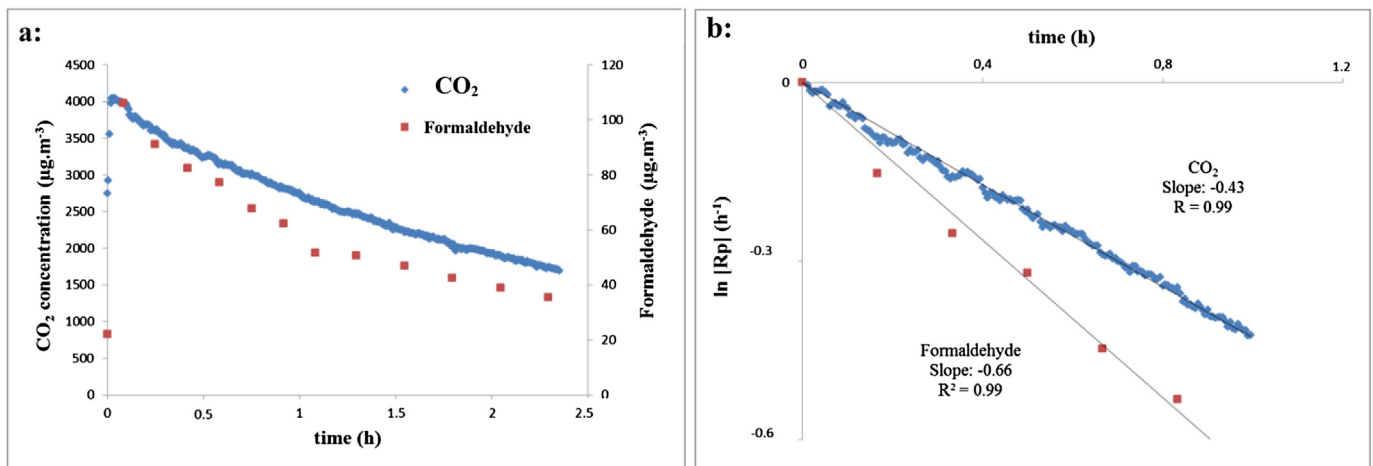 a:
CO₂ concentration (µg.m⁻³)
4500
4000
3500
3000
2500
2000
1500
1000
500
0
CO₂
Formaldehyde
120
100
80
60
40
20
0
Formaldehyde (µg.m⁻³)
0
0.5
1
1.5
2
2.5
time (h)
b:
time (h)
0
0,4
0,8
1.2
0
-0.3
-0.6
ln |Rp| (h⁻¹)
CO₂
Slope: -0.43
R = 0.99
Formaldehyde
Slope: -0.66
R² = 0.99